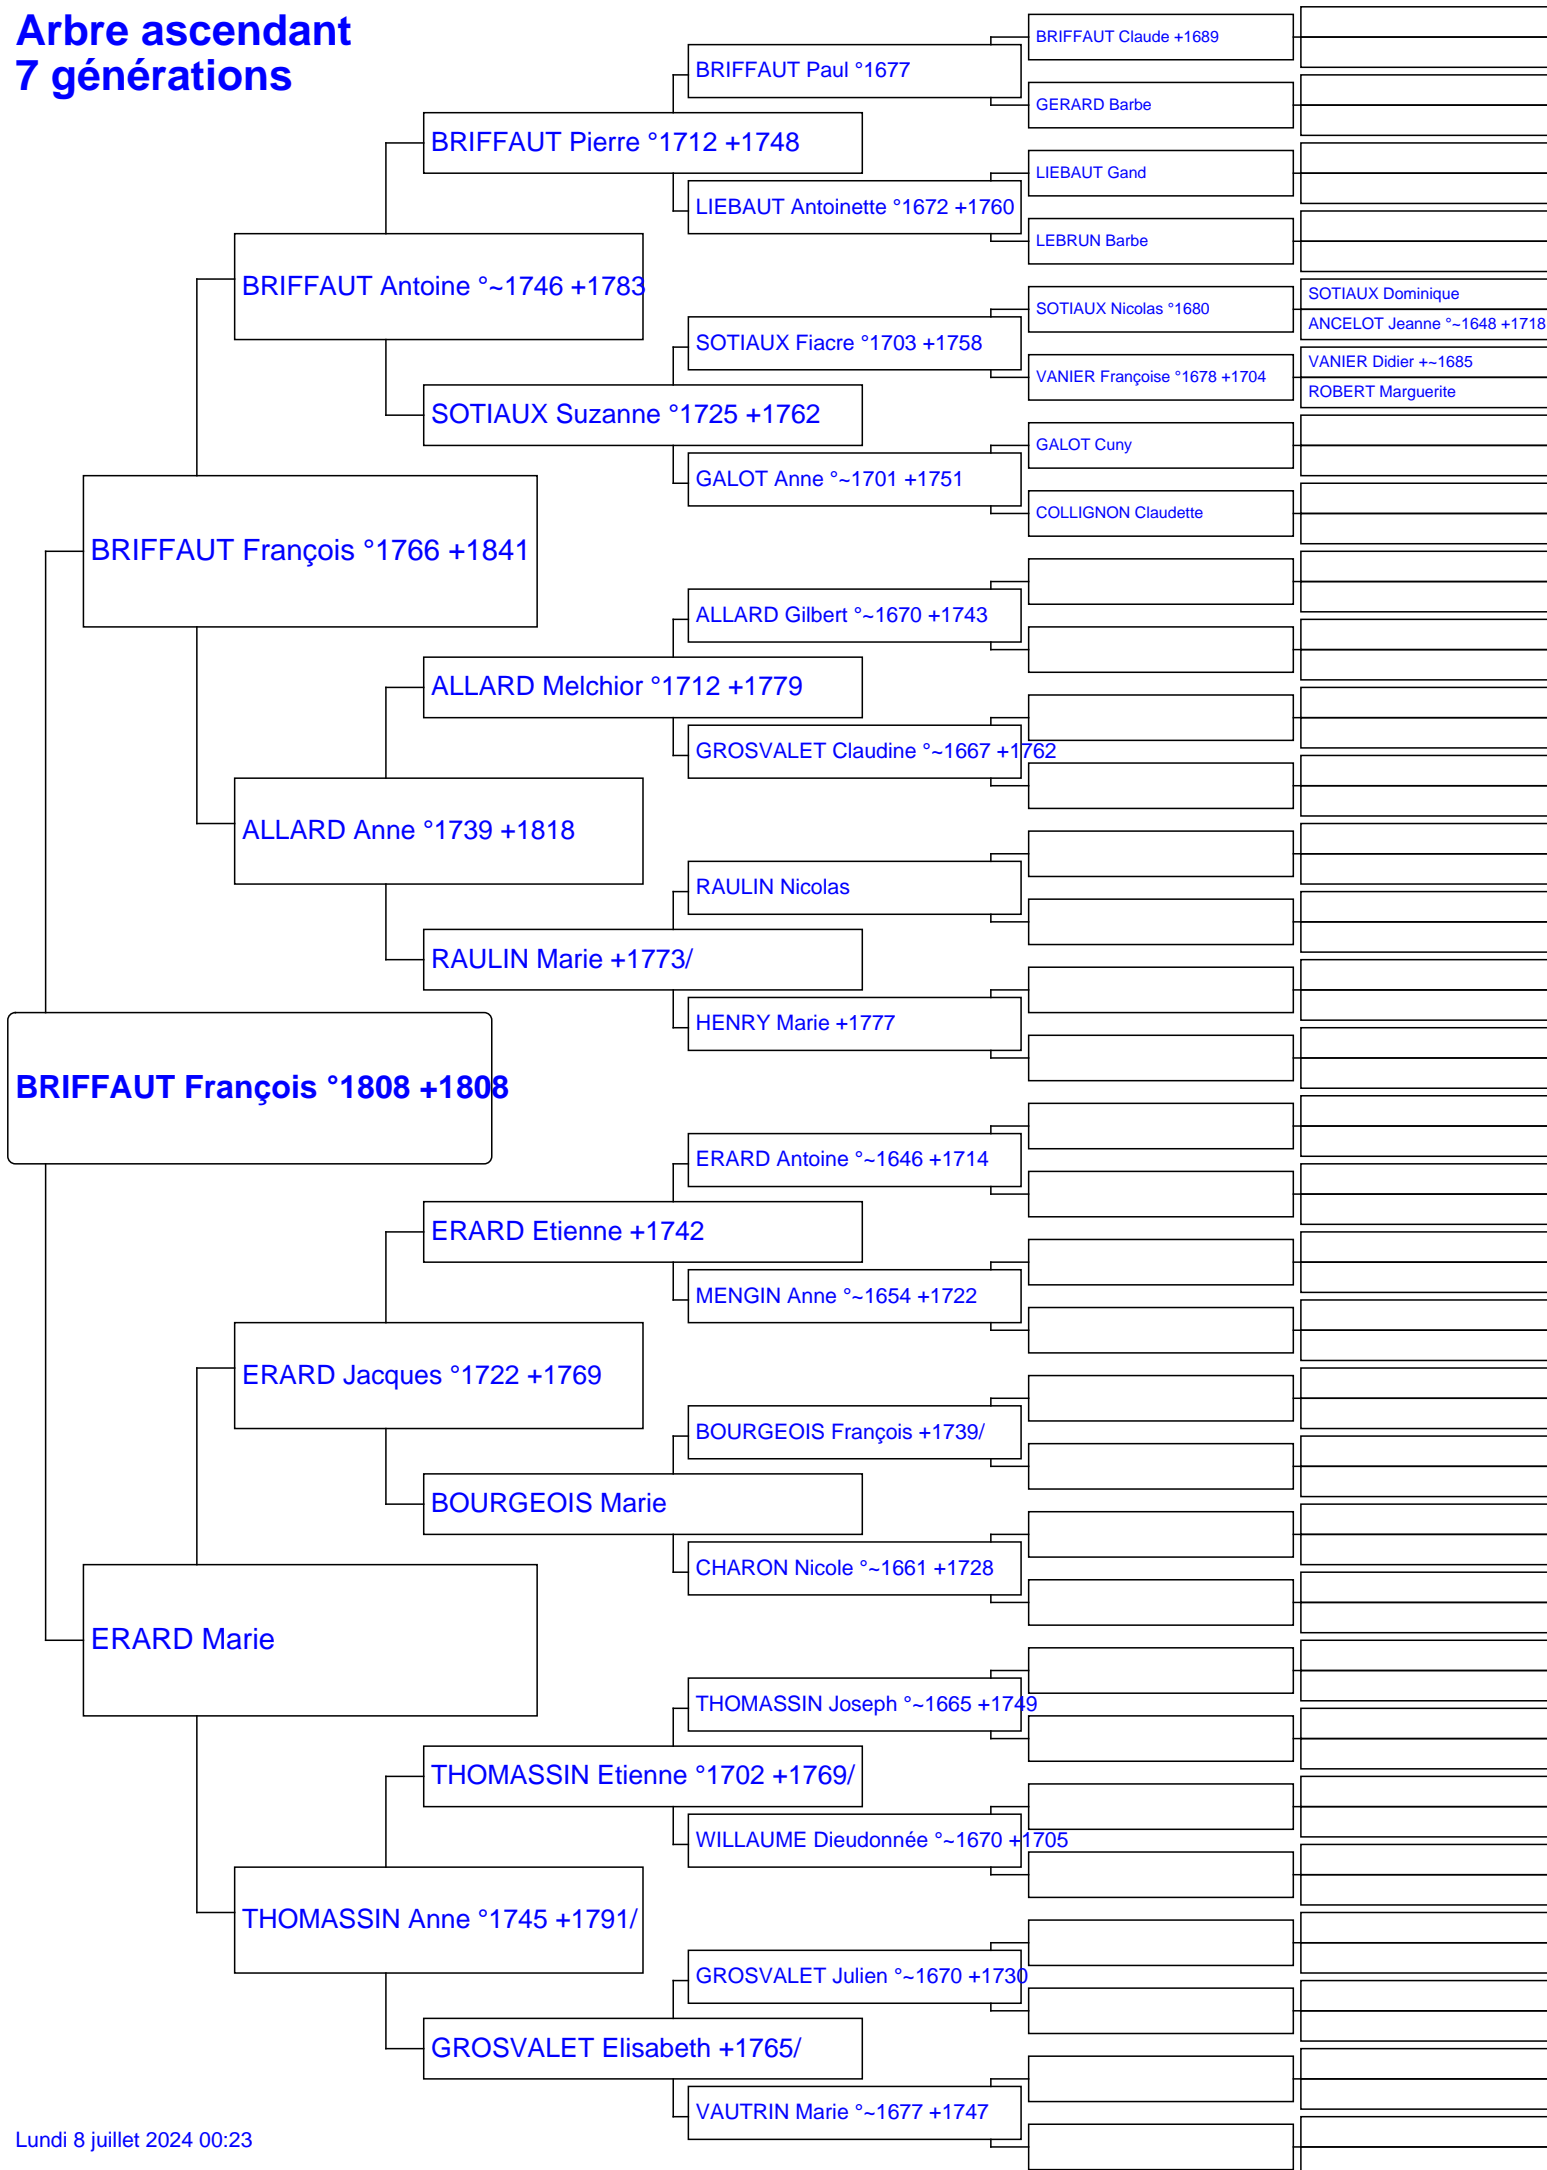 Arbre ascendant
7 générations
BRIFFAUT Claude +1689
BRIFFAUT Paul °1677
GERARD Barbe
BRIFFAUT Pierre °1712 +1748
LIEBAUT Gand
LIEBAUT Antoinette °1672 +1760
LEBRUN Barbe
BRIFFAUT Antoine °~1746 +1783
SOTIAUX Dominique
SOTIAUX Nicolas °1680
ANCELOT Jeanne °~1648 +1718
SOTIAUX Fiacre °1703 +1758
VANIER Didier +~1685
VANIER Françoise °1678 +1704
ROBERT Marguerite
SOTIAUX Suzanne °1725 +1762
GALOT Cuny
GALOT Anne °~1701 +1751
COLLIGNON Claudette
BRIFFAUT François °1766 +1841
ALLARD Gilbert °~1670 +1743
ALLARD Melchior °1712 +1779
GROSVALET Claudine °~1667 +1762
ALLARD Anne °1739 +1818
RAULIN Nicolas
RAULIN Marie +1773/
HENRY Marie +1777
BRIFFAUT François °1808 +1808
ERARD Antoine °~1646 +1714
ERARD Etienne +1742
MENGIN Anne °~1654 +1722
ERARD Jacques °1722 +1769
BOURGEOIS François +1739/
BOURGEOIS Marie
CHARON Nicole °~1661 +1728
ERARD Marie
THOMASSIN Joseph °~1665 +1749
THOMASSIN Etienne °1702 +1769/
WILLAUME Dieudonnée °~1670 +1705
THOMASSIN Anne °1745 +1791/
GROSVALET Julien °~1670 +1730
GROSVALET Elisabeth +1765/
VAUTRIN Marie °~1677 +1747
Lundi 8 juillet 2024 00:23